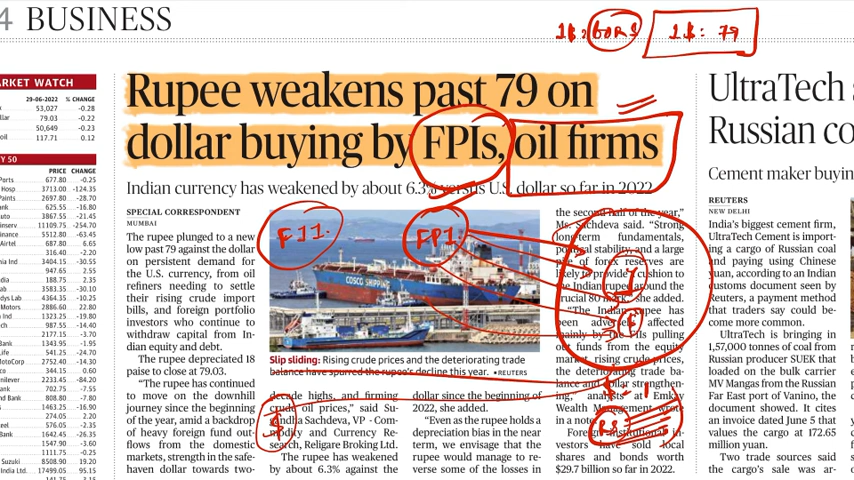 4 BUSINESS
1$: 79
ARKET WATCH
29-06-2022 % CHANGE
53,027 -0.28
79.03 -0.22
50,649 -0.23
oil 117.71 0.12
Y 50
PRICE CHANGE
677.80 -0.25
Hosp 3713.00 -124.35
2697.80 -28.70
625.55 -16.80
3867.55 -21.45
11109.75 -254.70
5512.80 -63.45
687.80 6.65
316.40 -2.20
3404.15 -30.55
947.65 2.55
3583.35 -30.10
4364.35 -10.25
2886.60 22.80
1323.15 -19.80
987.55 -14.40
2177.15 -3.70
1343.95 -1.95
541.25 -24.70
2752.40 -14.30
344.15 0.60
2231.45 -84.20
702.75 -7.55
808.80 -7.80
1463.25 -16.90
274.05 2.20
576.05 -2.35
1642.45 -26.35
1547.90 -3.60
1111.75 -0.25
Suzuki 8508.90 19.20
17499.05 95.15
Rupee weakens past 79 on
dollar buying by FPIs, oil firms
Indian currency has weakened by about 6.3% versus U.S. dollar so far in 2022
SPECIAL CORRESPONDENT
MUMBAI
The rupee plunged to a new
low past 79 against the dollar
on persistent demand for
the U.S. currency, from oil
refiners needing to settle
their rising crude import
bills, and foreign portfolio
investors who continue to
withdraw capital from In-
dian equity and debt.
The rupee depreciated 18
paise to close at 79.03.
"The rupee has continued
to move on the downhill
journey since the beginning
of the year, amid a backdrop
of heavy foreign fund out-
flows from the domestic
markets, strength in the safe-
haven dollar towards two-
FII.
FPI
COSCO SHIPPING
Slip sliding: Rising crude prices and the deteriorating trade
balance have spurred the rupee's decline this year. • REUTERS
decade highs, and firming
crude oil prices," said Su-
gandha Sachdeva, VP - Com-
modity and Currency Re-
search, Religare Broking Ltd.
The rupee has weakened
by about 6.3% against the
dollar since the beginning of
2022, she added.
"Even as the rupee holds a
depreciation bias in the near
term, we envisage that the
rupee would manage to re-
verse some of the losses in
the second half of the year,"
Ms. Sachdeva said. "Strong
long-term fundamentals,
political stability, and a large
pile of forex reserves are
likely to provide cushion to
the Indian rupee around the
crucial 80 mark," she added.
"The Indian rupee has
been adversely affected
mainly by the FIIs pulling
out funds from the equity
market, rising crude prices,
the deteriorating trade ba-
lance and dollar strengthen-
ing," analysts at Emkay
Wealth Management wrote
in a note.
Foreign institutional in-
vestors have sold local
shares and bonds worth
$29.7 billion so far in 2022.
UltraTech
Russian co
Cement maker buyin
REUTERS
NEW DELHI
India's biggest cement firm,
UltraTech Cement is import-
ing a cargo of Russian coal
and paying using Chinese
yuan, according to an Indian
customs document seen by
Reuters, a payment method
that traders say could be-
come more common.
UltraTech is bringing in
1,57,000 tonnes of coal from
Russian producer SUEK that
loaded on the bulk carrier
MV Mangas from the Russian
Far East port of Vanino, the
document showed. It cites
an invoice dated June 5 that
values the cargo at 172.65
million yuan.
Two trade sources said
the cargo's sale was ar-